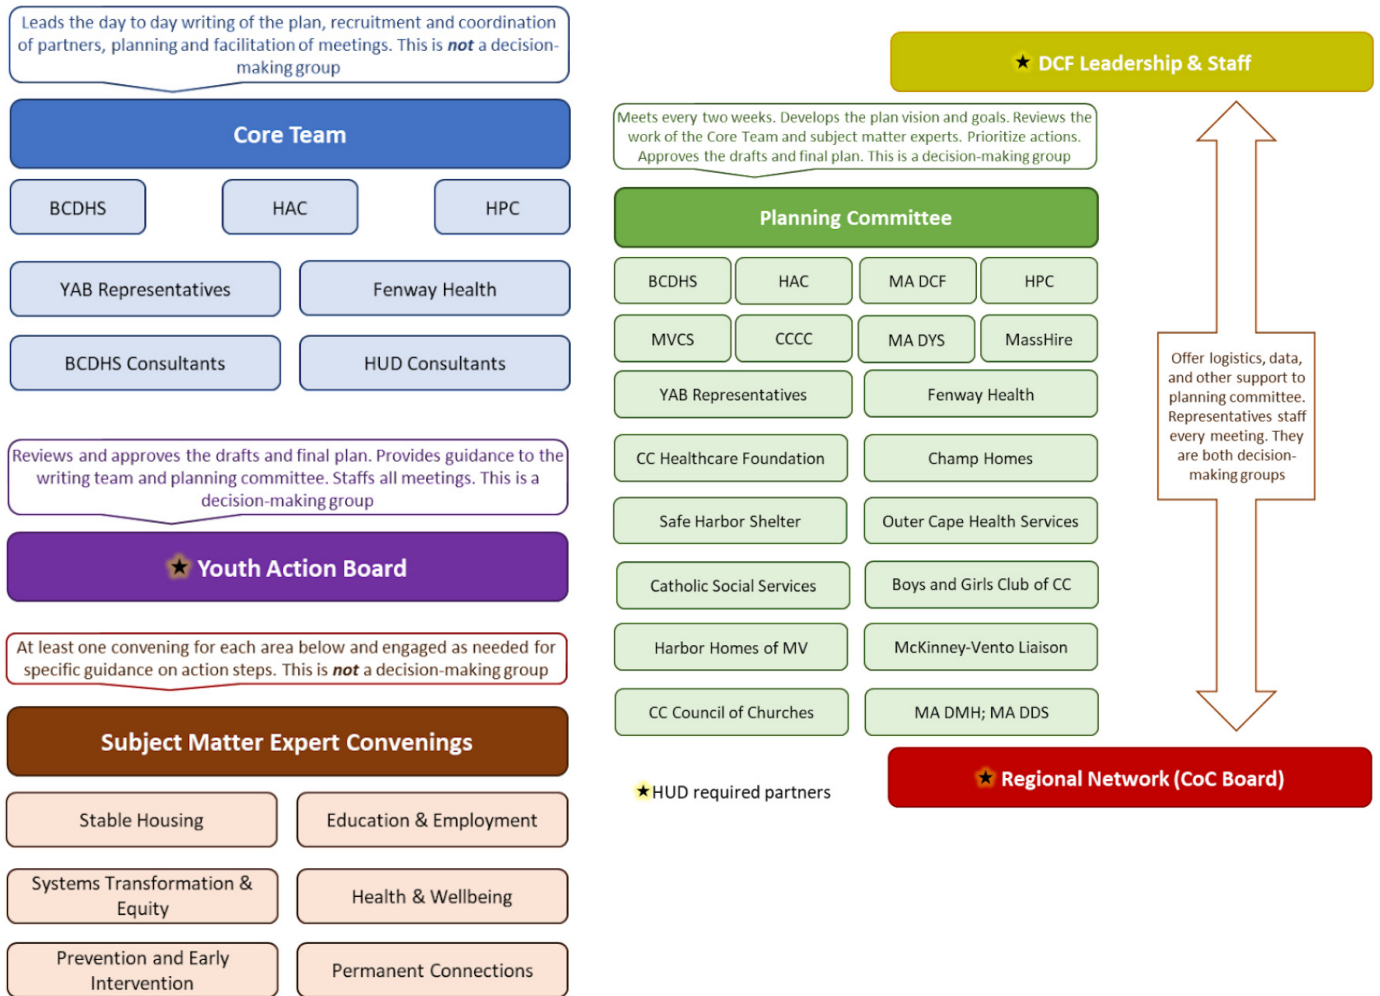 Leads the day to day writing of the plan, recruitment and coordination
of partners, planning and facilitation of meetings. This is not a decision-
making group
Core Team
BCDHS
HAC
HPC
YAB Representatives
Fenway Health
BCDHS Consultants
HUD Consultants
Reviews and approves the drafts and final plan. Provides guidance to the
writing team and planning committee. Staffs all meetings. This is a
decision-making group
★ Youth Action Board
At least one convening for each area below and engaged as needed for
specific guidance on action steps. This is not a decision-making group
Subject Matter Expert Convenings
Stable Housing
Education & Employment
Systems Transformation &
Equity
Health & Wellbeing
Prevention and Early
Intervention
Permanent Connections
Meets every two weeks. Develops the plan vision and goals. Reviews the
work of the Core Team and subject matter experts. Prioritize actions.
Approves the drafts and final plan. This is a decision-making group
Planning Committee
BCDHS
HAC
MA DCF
HPC
MVCS
CCCC
MA DYS
MassHire
YAB Representatives
Fenway Health
CC Healthcare Foundation
Champ Homes
Safe Harbor Shelter
Outer Cape Health Services
Catholic Social Services
Boys and Girls Club of CC
Harbor Homes of MV
McKinney-Vento Liaison
CC Council of Churches
MA DMH; MA DDS
★HUD required partners
★ DCF Leadership & Staff
Offer logistics, data,
and other support to
planning committee.
Representatives staff
every meeting. They
are both decision-
making groups
★ Regional Network (CoC Board)